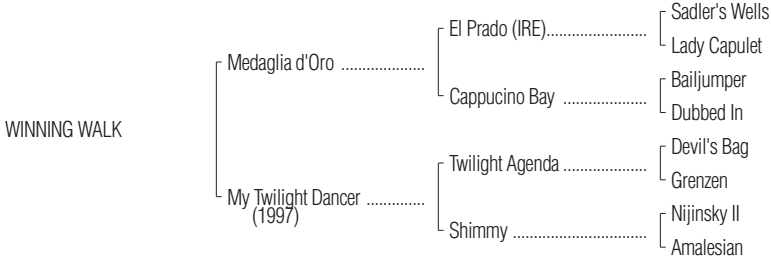 Sadler's Wells
El Prado (IRE)..........................
Lady Capulet
Medaglia d'Oro ....................
Bailjumper
Cappucino Bay ....................
Dubbed In
WINNING WALK
Devil's Bag
Twilight Agenda ....................
Grenzen
My Twilight Dancer ..............
(1997)
Nijinsky II
Shimmy ................................
Amalesian